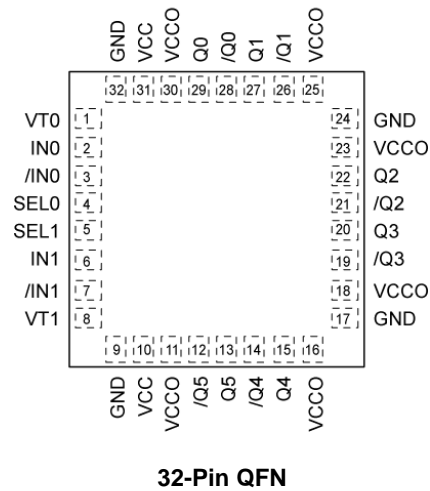 GND VCC VCCO Q0 /Q0 Q1 /Q1 VCCO
32 31 30 29 28 27 26 25
VT0 1 24 GND
IN0 2 23 VCCO
/IN0 3 22 Q2
SEL0 4 21 /Q2
SEL1 5 20 Q3
IN1 6 19 /Q3
/IN1 7 18 VCCO
VT1 8 17 GND
9 10 11 12 13 14 15 16
GND VCC VCCO /Q5 Q5 /Q4 Q4 VCCO
32-Pin QFN